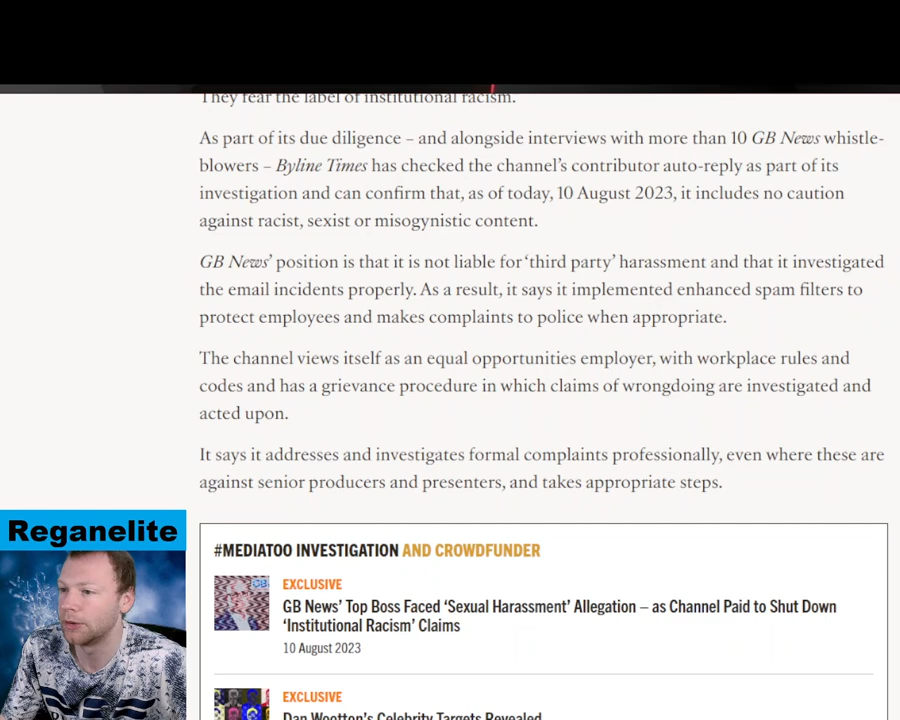 They fear the label of institutional racism.
As part of its due diligence – and alongside interviews with more than 10 GB News whistle-
blowers – Byline Times has checked the channel's contributor auto-reply as part of its
investigation and can confirm that, as of today, 10 August 2023, it includes no caution
against racist, sexist or misogynistic content.
GB News' position is that it is not liable for 'third party' harassment and that it investigated
the email incidents properly. As a result, it says it implemented enhanced spam filters to
protect employees and makes complaints to police when appropriate.
The channel views itself as an equal opportunities employer, with workplace rules and
codes and has a grievance procedure in which claims of wrongdoing are investigated and
acted upon.
It says it addresses and investigates formal complaints professionally, even where these are
against senior producers and presenters, and takes appropriate steps.
Reganelite
#MEDIATOO INVESTIGATION AND CROWDFUNDER
GB
EXCLUSIVE
GB News' Top Boss Faced 'Sexual Harassment' Allegation – as Channel Paid to Shut Down
'Institutional Racism' Claims
10 August 2023
EXCLUSIVE
Dan Wootton's Celebrity Targets Revealed